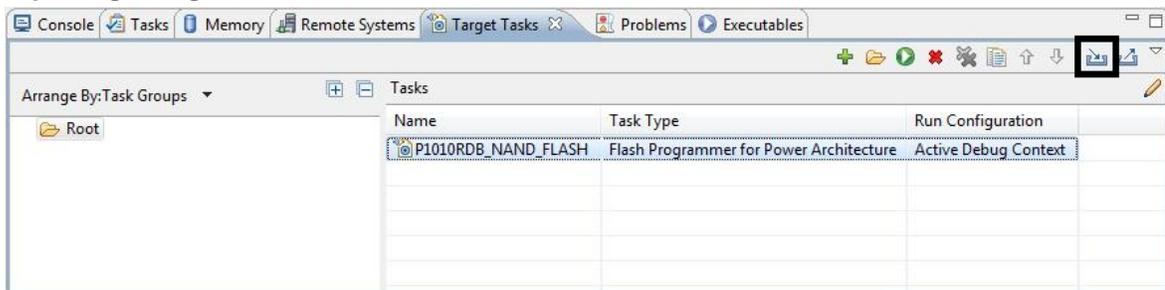 Console Tasks Memory Remote Systems Target Tasks Problems Executables
Arrange By:Task Groups Tasks
Root
Name Task Type Run Configuration
P1010RDB_NAND_FLASH Flash Programmer for Power Architecture Active Debug Context